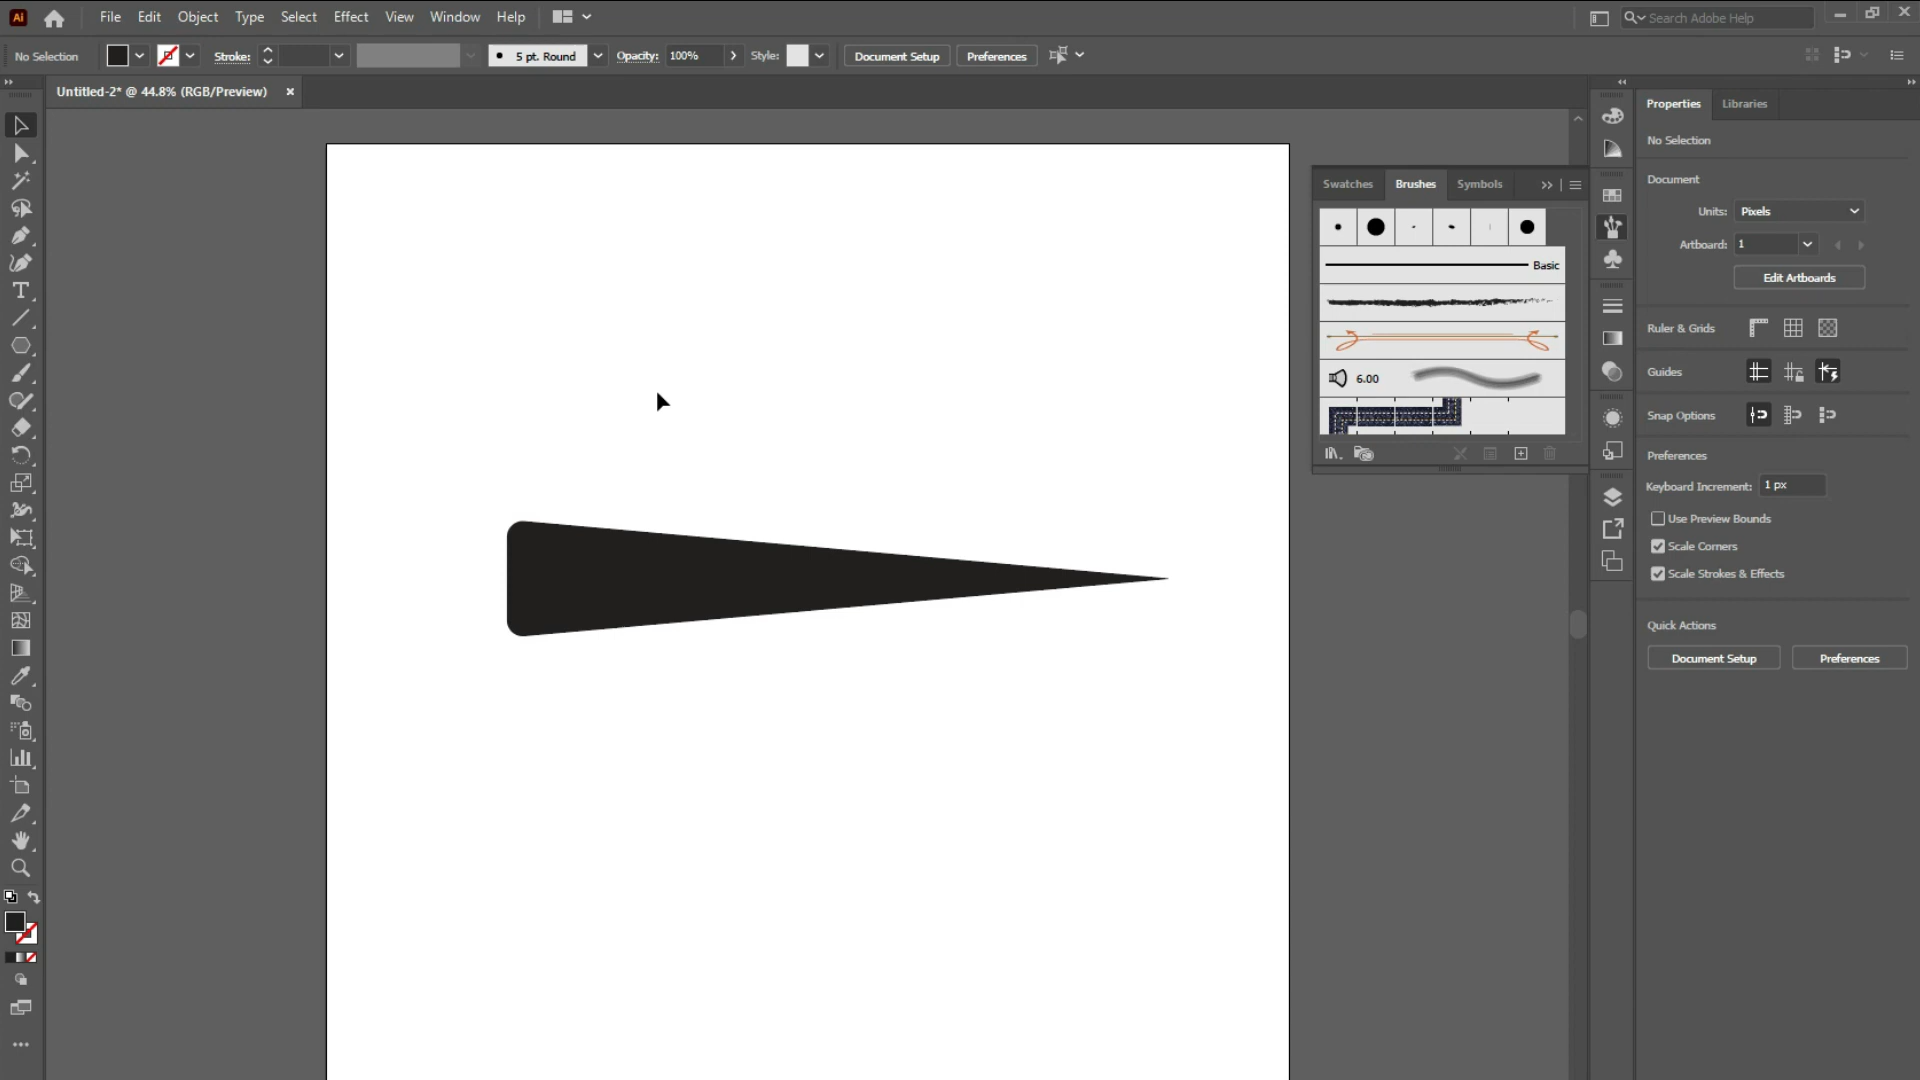 Ai File Edit Object Type Select Effect View Window Help Search Adobe Help
No Selection Stroke: 5 pt. Round Opacity: 100% Style: Document Setup Preferences
Untitled-2* @ 44.8% (RGB/Preview)
Swatches Brushes Symbols
Basic
6.00
Properties Libraries
No Selection
Document
Units: Pixels
Artboard: 1
Edit Artboards
Ruler & Grids
Guides
Snap Options
Preferences
Keyboard Increment: 1 px
Use Preview Bounds
Scale Corners
Scale Strokes & Effects
Quick Actions
Document Setup Preferences